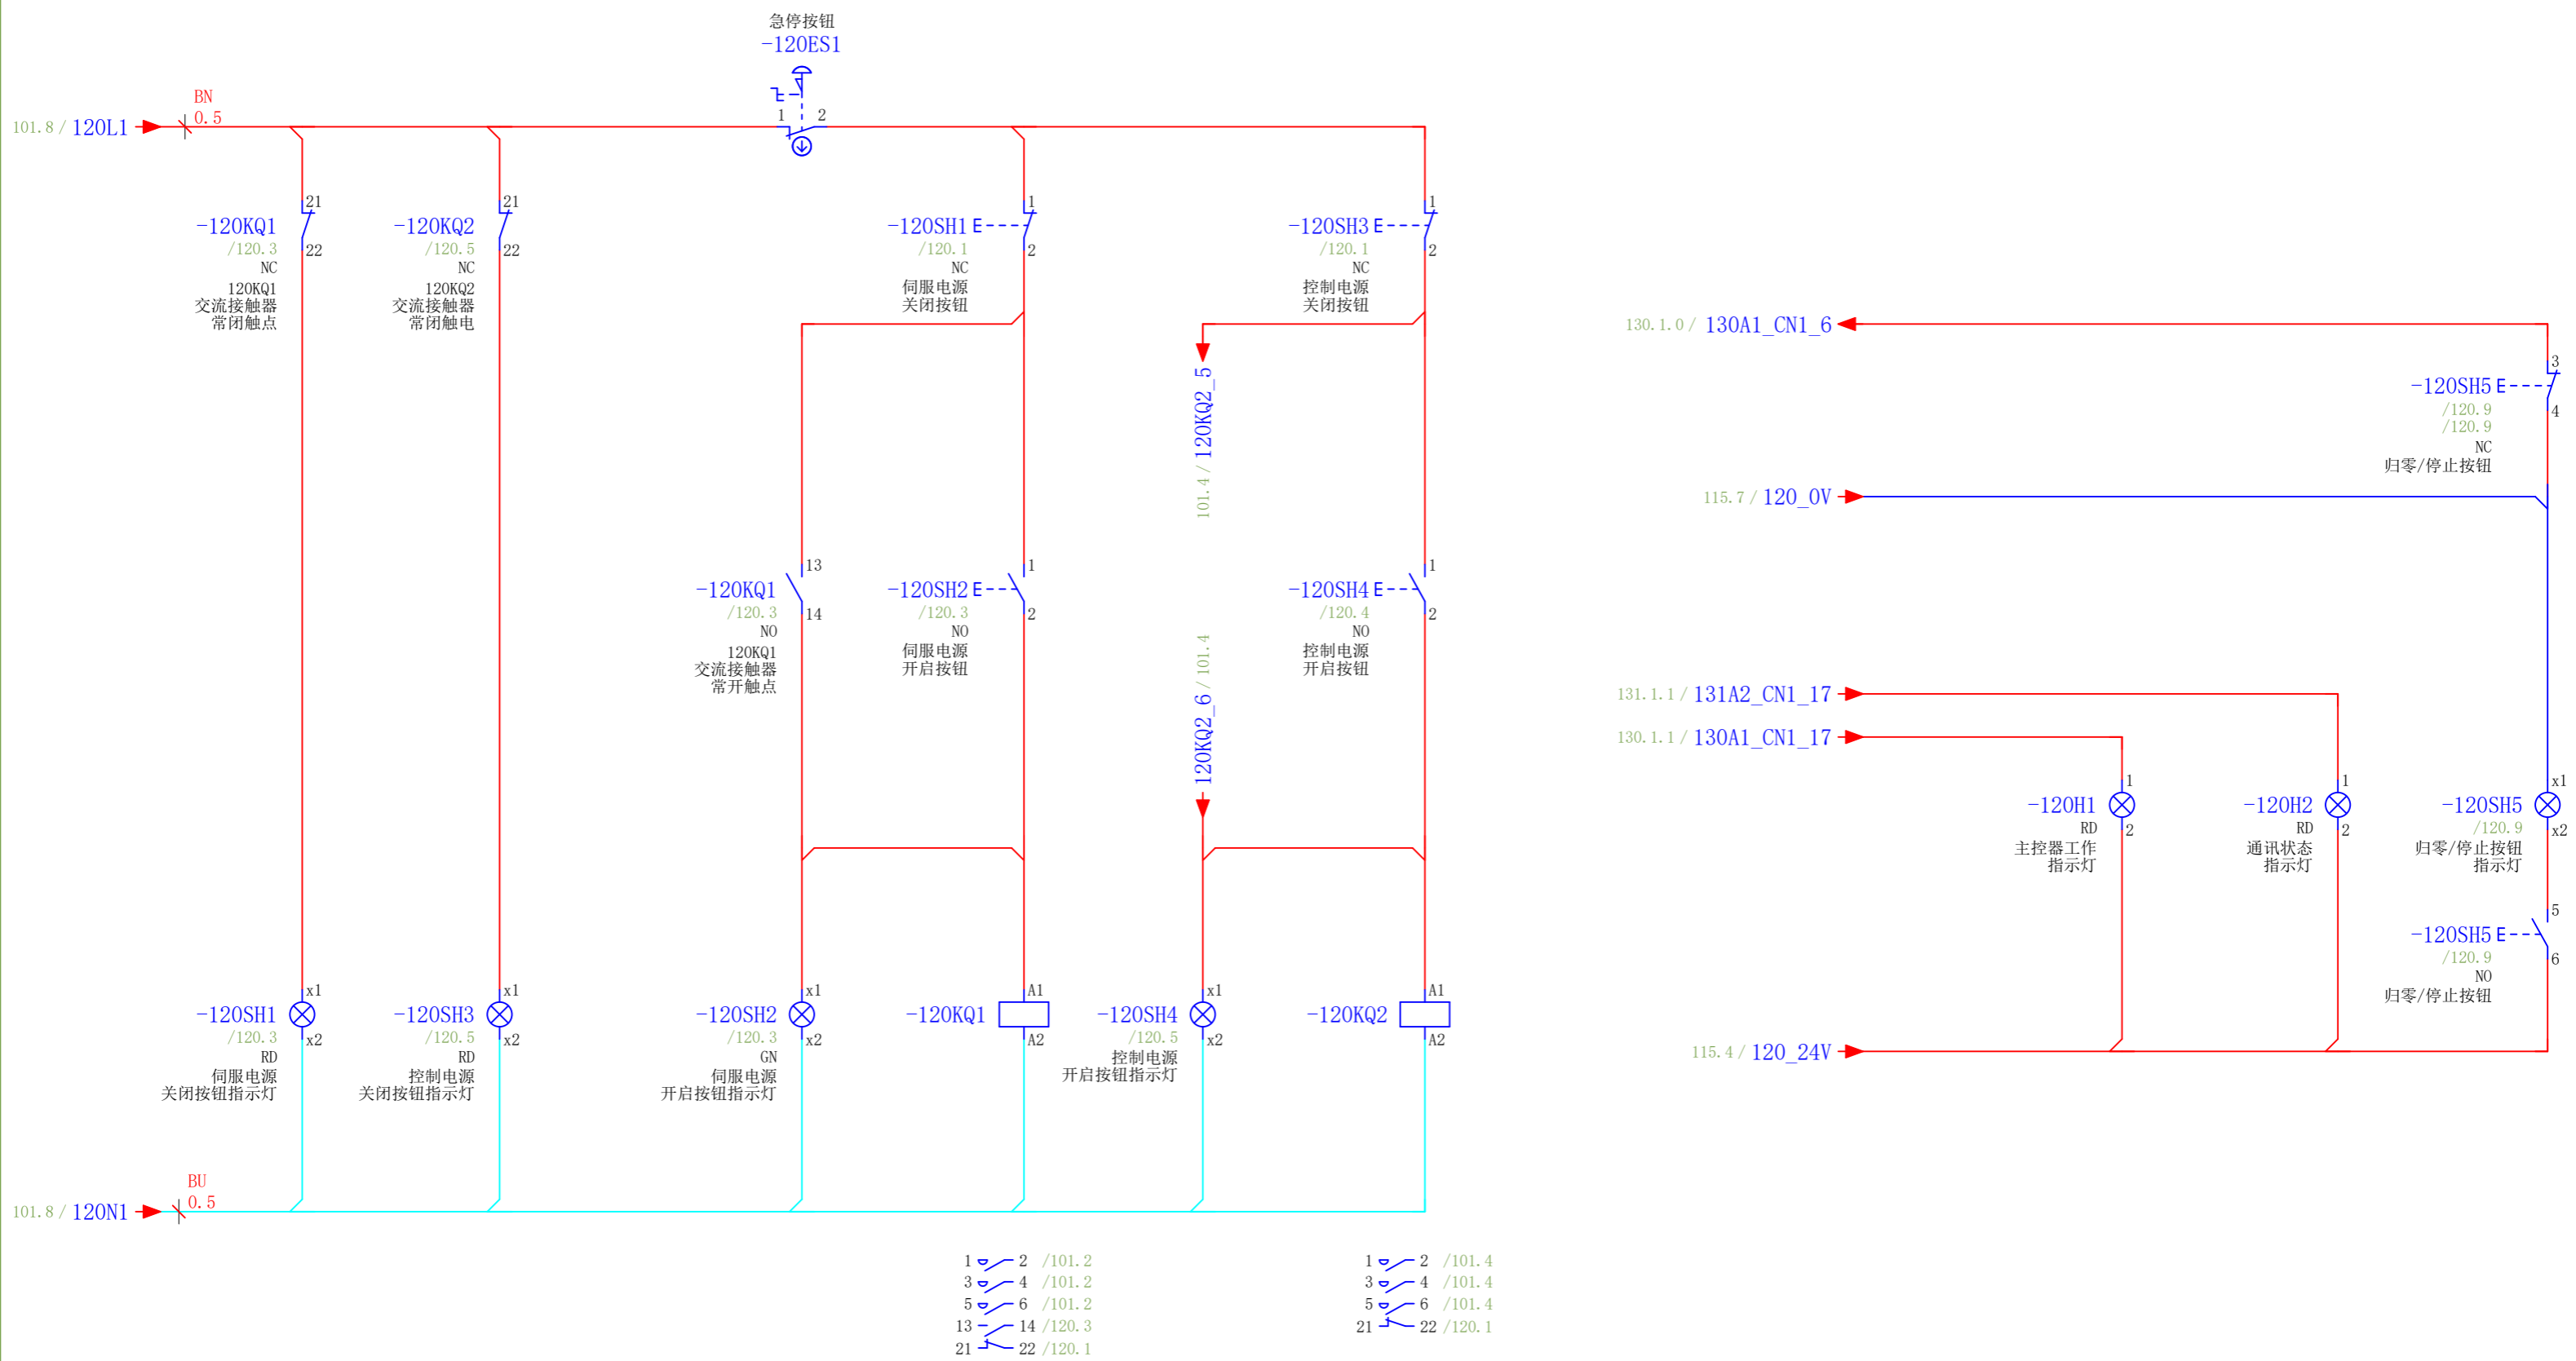 急停按钮
-120ES1
BN
0.5
101.8 / 120L1
1
2
21
-120KQ1
/120.3
22
NC
120KQ1
交流接触器
常闭触点
21
-120KQ2
/120.5
22
NC
120KQ2
交流接触器
常闭触电
1
-120SH1
/120.1
2
NC
伺服电源
关闭按钮
1
-120SH3
/120.1
2
NC
控制电源
关闭按钮
101.4 / 120KQ2_5
13
-120KQ1
/120.3
14
NO
120KQ1
交流接触器
常开触点
1
-120SH2
/120.3
2
NO
伺服电源
开启按钮
120KQ2_6 / 101.4
1
-120SH4
/120.4
2
NO
控制电源
开启按钮
x1
-120SH1
/120.3
x2
RD
伺服电源
关闭按钮指示灯
x1
-120SH3
/120.5
x2
RD
控制电源
关闭按钮指示灯
x1
-120SH2
/120.3
x2
GN
伺服电源
开启按钮指示灯
A1
-120KQ1
A2
x1
-120SH4
/120.5
x2
控制电源
开启按钮指示灯
A1
-120KQ2
A2
BU
0.5
101.8 / 120N1
1 2 /101.2
3 4 /101.2
5 6 /101.2
13 14 /120.3
21 22 /120.1
1 2 /101.4
3 4 /101.4
5 6 /101.4
21 22 /120.1
130.1.0 / 130A1_CN1_6
3
-120SH5
/120.9
4
/120.9
NC
归零/停止按钮
115.7 / 120_0V
131.1.1 / 131A2_CN1_17
130.1.1 / 130A1_CN1_17
1
-120H1
RD
2
主控器工作
指示灯
1
-120H2
RD
2
通讯状态
指示灯
x1
-120SH5
/120.9
x2
归零/停止按钮
指示灯
5
-120SH5
/120.9
6
NO
归零/停止按钮
115.4 / 120_24V